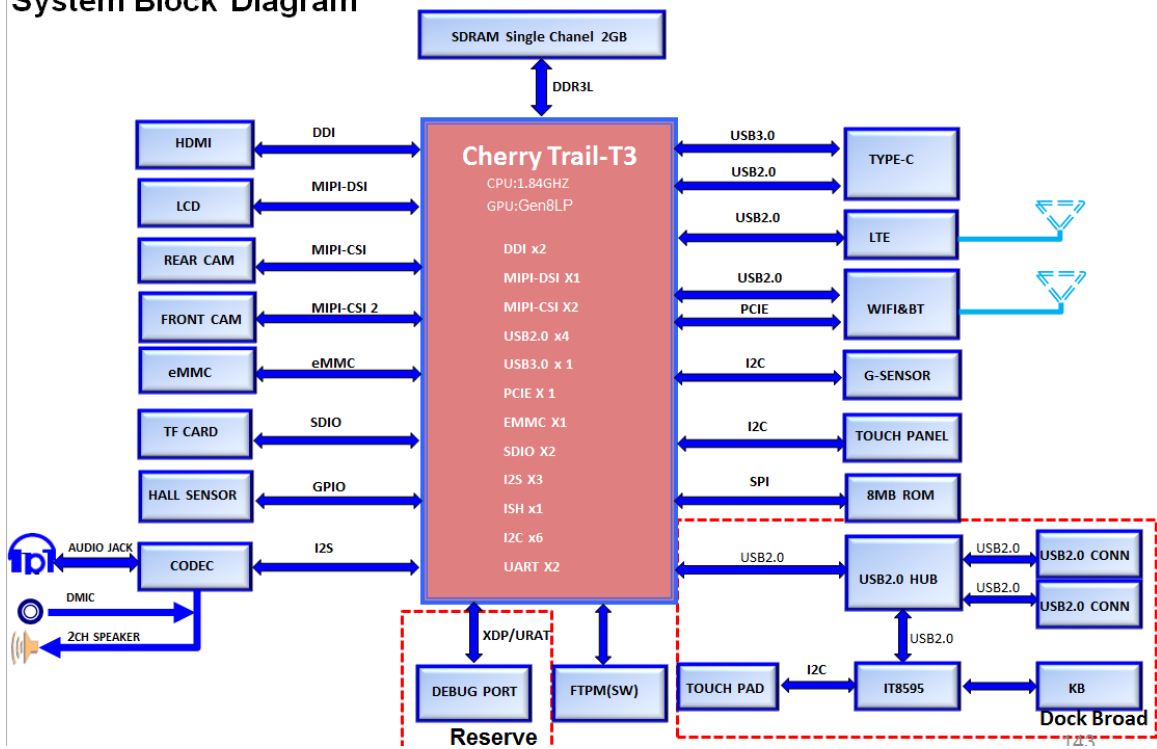 System Block Diagram
SDRAM Single Chanel 2GB
DDR3L
Cherry Trail-T3
CPU:1.84GHZ
GPU:Gen8LP
DDI x2
MIPI-DSI X1
MIPI-CSI X2
USB2.0 x4
USB3.0 x 1
PCIE X 1
EMMC X1
SDIO X2
I2S X3
ISH x1
I2C x6
UART X2
HDMI
DDI
LCD
MIPI-DSI
REAR CAM
MIPI-CSI
FRONT CAM
MIPI-CSI 2
eMMC
eMMC
TF CARD
SDIO
HALL SENSOR
GPIO
AUDIO JACK
CODEC
I2S
DMIC
2CH SPEAKER
USB3.0
USB2.0
TYPE-C
USB2.0
LTE
USB2.0
PCIE
WIFI&BT
I2C
G-SENSOR
I2C
TOUCH PANEL
SPI
8MB ROM
USB2.0
USB2.0 HUB
USB2.0
USB2.0 CONN
USB2.0
USB2.0 CONN
USB2.0
XDP/URAT
DEBUG PORT
Reserve
FTPM(SW)
TOUCH PAD
I2C
IT8595
KB
Dock Broad
143